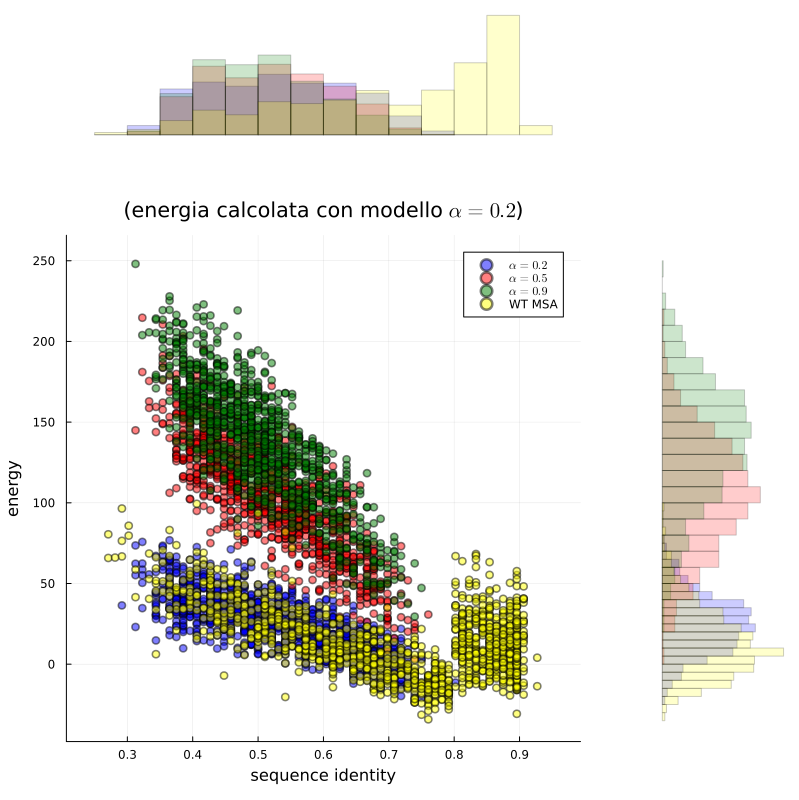 (energia calcolata con modello α = 0.2)
250
200
150
100
50
0
energy
α = 0.2
α = 0.5
α = 0.9
WT MSA
0.3 0.4 0.5 0.6 0.7 0.8 0.9
sequence identity